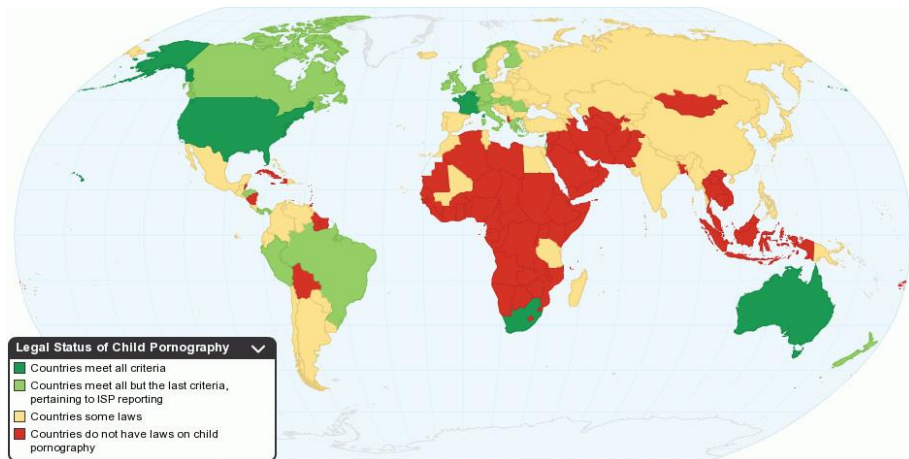 Legal Status of Child Pornography
Countries meet all criteria
Countries meet all but the last criteria,
pertaining to ISP reporting
Countries some laws
Countries do not have laws on child
pornography